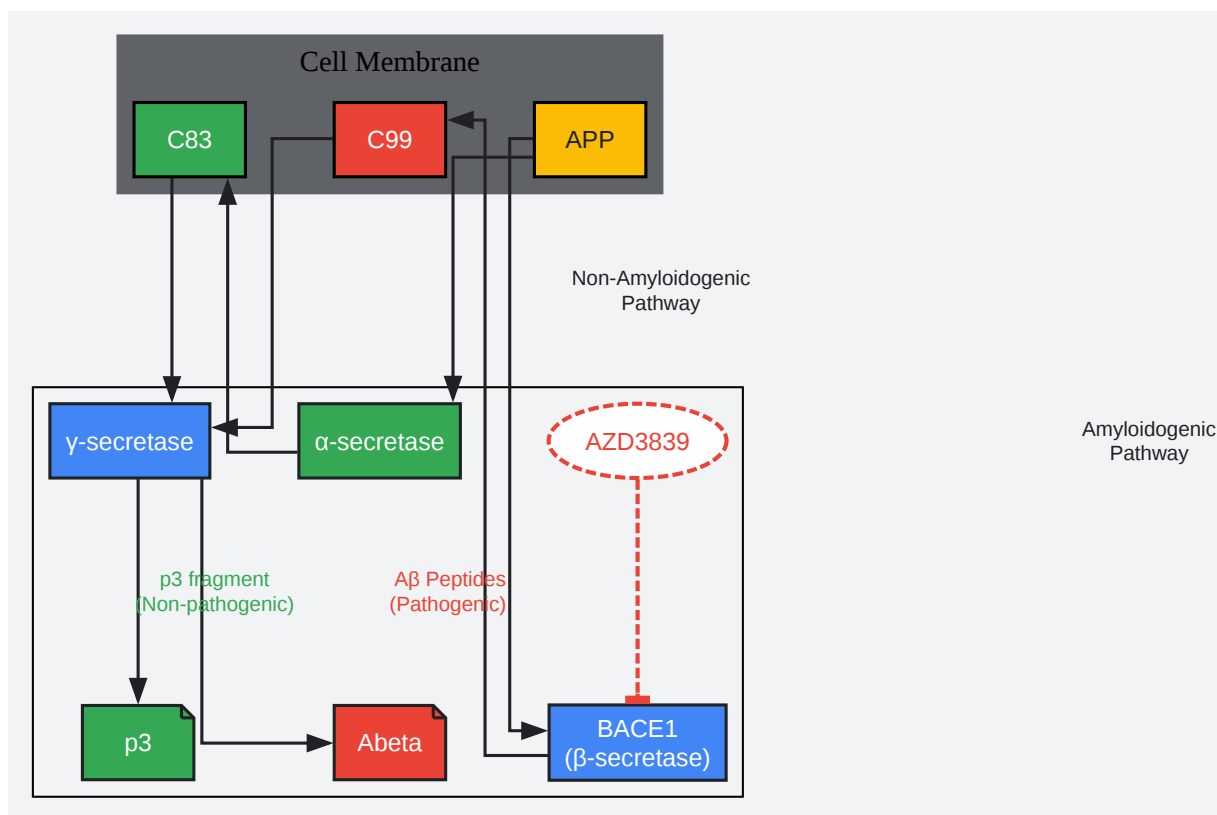 Cell Membrane
C83
C99
APP
Non-Amyloidogenic
Pathway
γ-secretase
α-secretase
AZD3839
Amyloidogenic
Pathway
p3 fragment
(Non-pathogenic)
Aβ Peptides
(Pathogenic)
p3
Abeta
BACE1
(β-secretase)